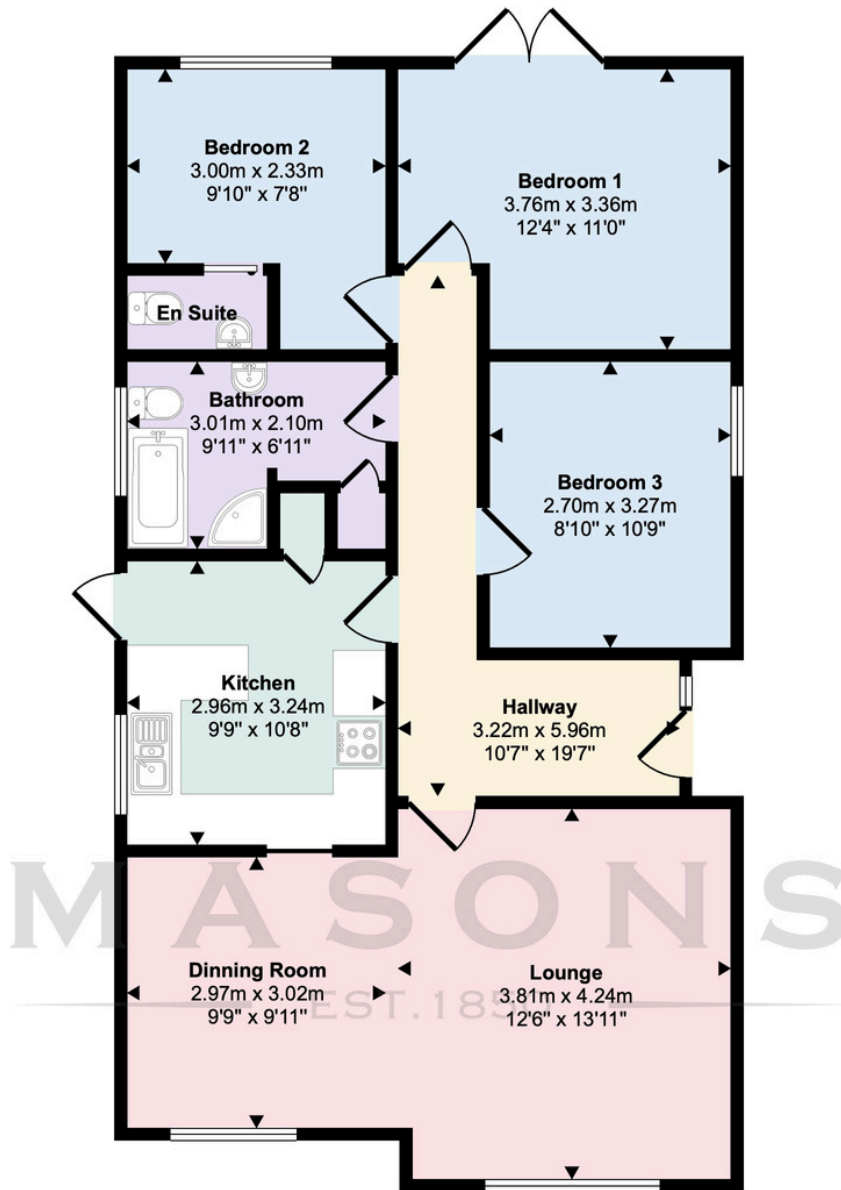 Bedroom 2
3.00m x 2.33m
9'10" x 7'8"
Bedroom 1
3.76m x 3.36m
12'4" x 11'0"
En Suite
Bathroom
3.01m x 2.10m
9'11" x 6'11"
Bedroom 3
2.70m x 3.27m
8'10" x 10'9"
Kitchen
2.96m x 3.24m
9'9" x 10'8"
Hallway
3.22m x 5.96m
10'7" x 19'7"
MASONS
EST.1850
Dinning Room
2.97m x 3.02m
9'9" x 9'11"
Lounge
3.81m x 4.24m
12'6" x 13'11"